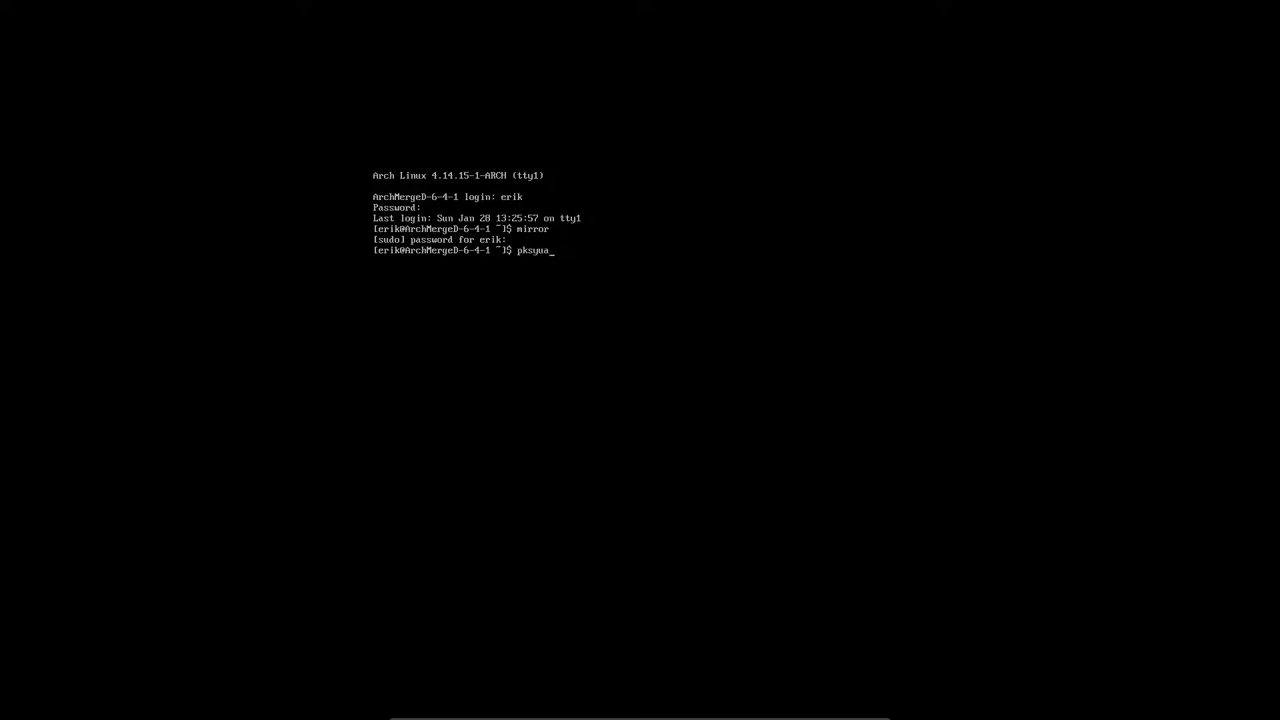 Arch Linux 4.14.15-1-ARCH (tty1)
ArchMergeD-6-4-1 login: erik
Password:
Last login: Sun Jan 28 13:25:57 on tty1
[erik@ArchMergeD-6-4-1 ~]$ mirror
[sudo] password for erik:
[erik@ArchMergeD-6-4-1 ~]$ pksyua_